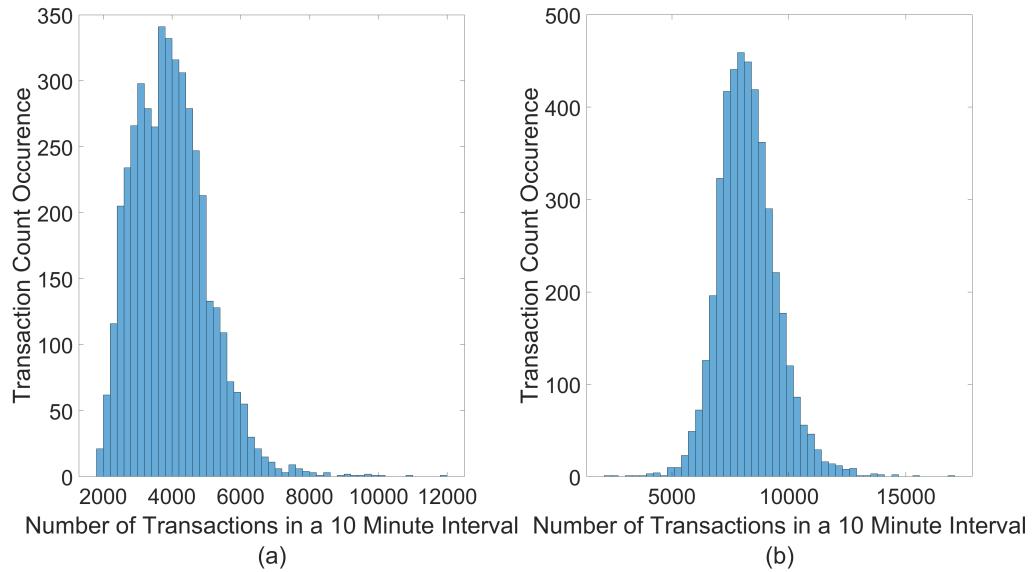 350
300
250
200
150
100
50
0
Transaction Count Occurence
2000 4000 6000 8000 10000 12000
Number of Transactions in a 10 Minute Interval
(a)
500
400
300
200
100
0
Transaction Count Occurence
5000 10000 15000
Number of Transactions in a 10 Minute Interval
(b)